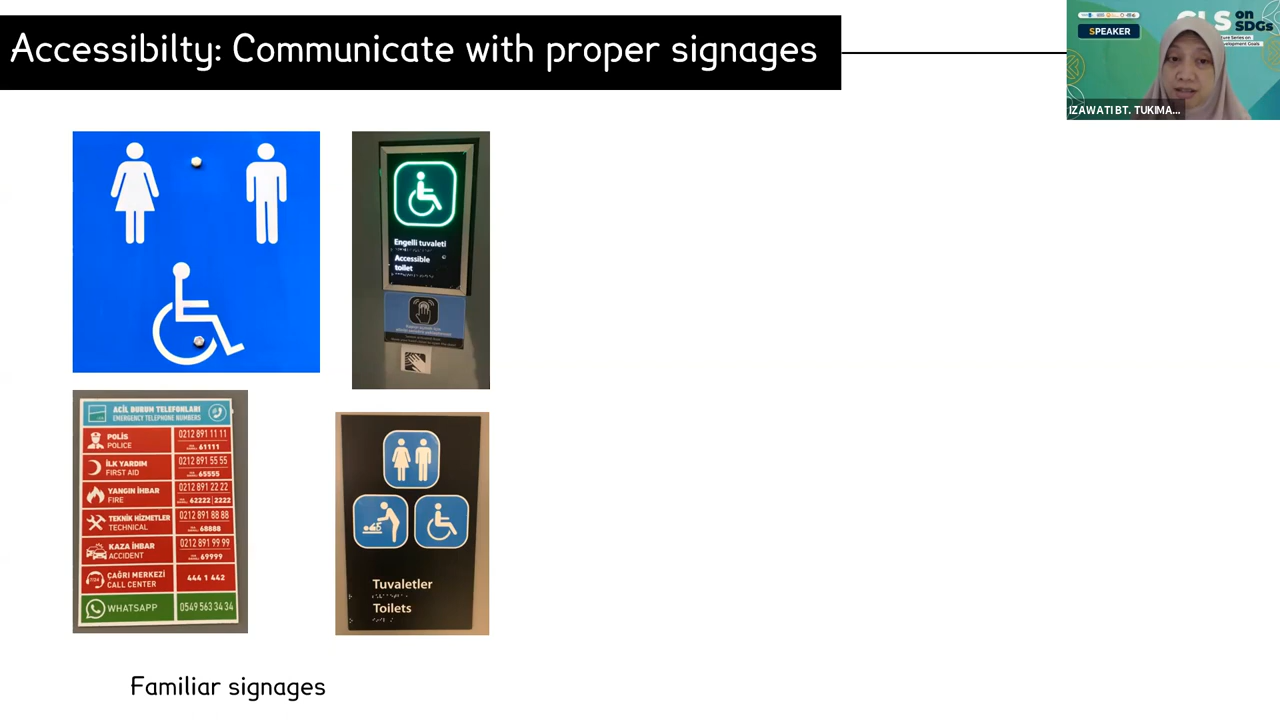 Accessibilty: Communicate with proper signages
on
SDGs
SPEAKER
IZAWATI BT. TUKIMA...
Engelli tuvaleti
Accessible
toilet
ACİL DURUM TELEFONLARI
EMERGENCY TELEPHONE NUMBERS
POLİS
POLICE
0212 891 11 11
61111
İLK YARDIM
FIRST AID
0212 891 55 55
65555
YANGIN İHBAR
FIRE
0212 891 22 22
62222 | 2222
TEKNİK HİZMETLER
TECHNICAL
0212 891 88 88
68888
KAZA İHBAR
ACCIDENT
0212 891 99 99
69999
ÇAĞRI MERKEZİ
CALL CENTER
444 1 442
WHATSAPP
0549 563 34 34
Tuvaletler
Toilets
Familiar signages